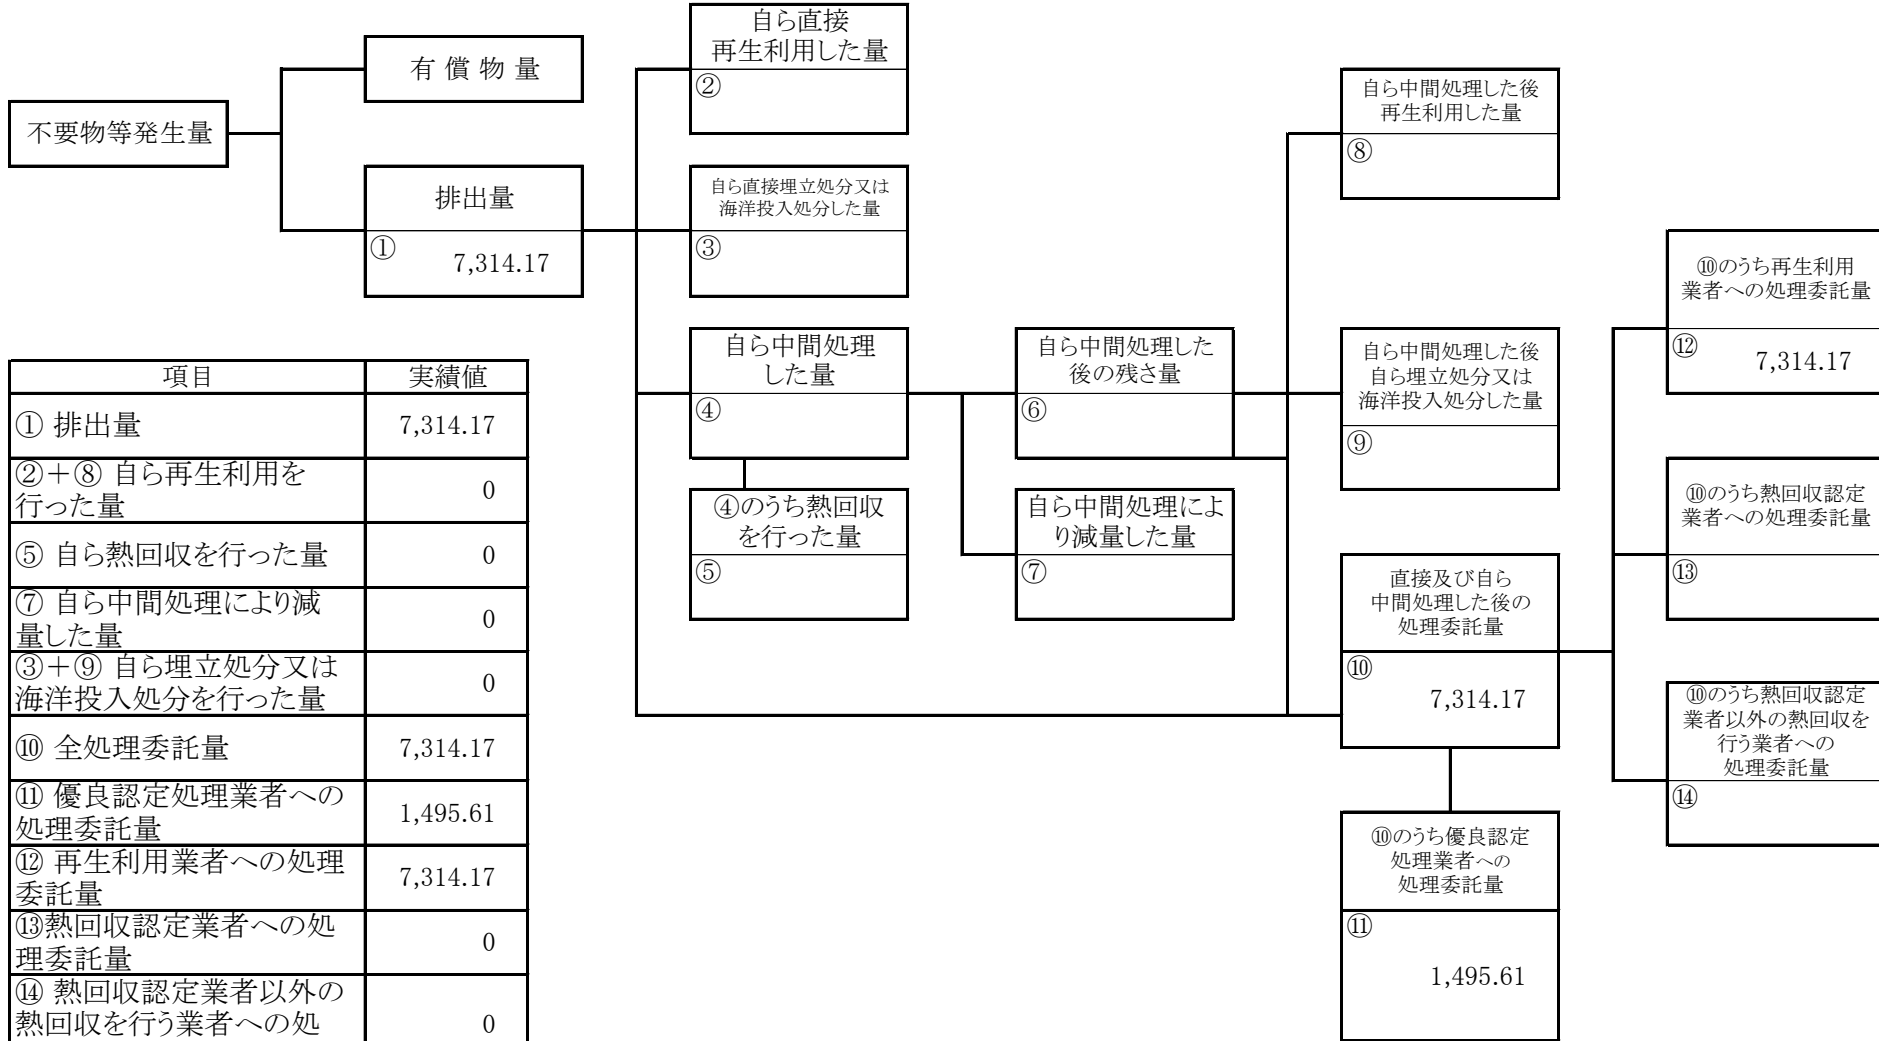 不要物等発生量
有 償 物 量
排出量
①
7,314.17
自ら直接
再生利用した量
②
自ら直接埋立処分又は
海洋投入処分した量
③
自ら中間処理
した量
④
④のうち熱回収
を行った量
⑤
自ら中間処理した
後の残さ量
⑥
自ら中間処理によ
り減量した量
⑦
自ら中間処理した後
再生利用した量
⑧
自ら中間処理した後
自ら埋立処分又は
海洋投入処分した量
⑨
直接及び自ら
中間処理した後の
処理委託量
⑩
7,314.17
⑩のうち優良認定
処理業者への
処理委託量
⑪
1,495.61
⑩のうち再生利用
業者への処理委託量
⑫
7,314.17
⑩のうち熱回収認定
業者への処理委託量
⑬
⑩のうち熱回収認定
業者以外の熱回収を
行う業者への
処理委託量
⑭
項目 実績値
① 排出量 7,314.17
②＋⑧ 自ら再生利用を
行った量 0
⑤ 自ら熱回収を行った量 0
⑦ 自ら中間処理により減
量した量 0
③＋⑨ 自ら埋立処分又は
海洋投入処分を行った量 0
⑩ 全処理委託量 7,314.17
⑪ 優良認定処理業者への
処理委託量 1,495.61
⑫ 再生利用業者への処理
委託量 7,314.17
⑬熱回収認定業者への処
理委託量 0
⑭ 熱回収認定業者以外の
熱回収を行う業者への処 0